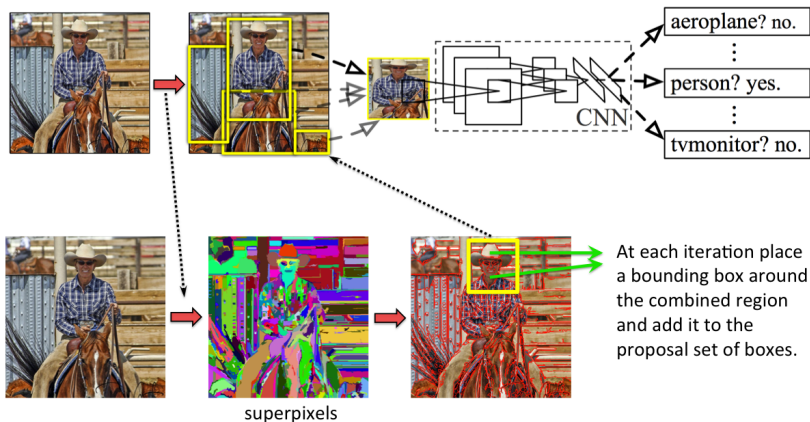 aeroplane? no.
⋮
person? yes.
⋮
tvmonitor? no.
CNN
At each iteration place
a bounding box around
the combined region
and add it to the
proposal set of boxes.
superpixels